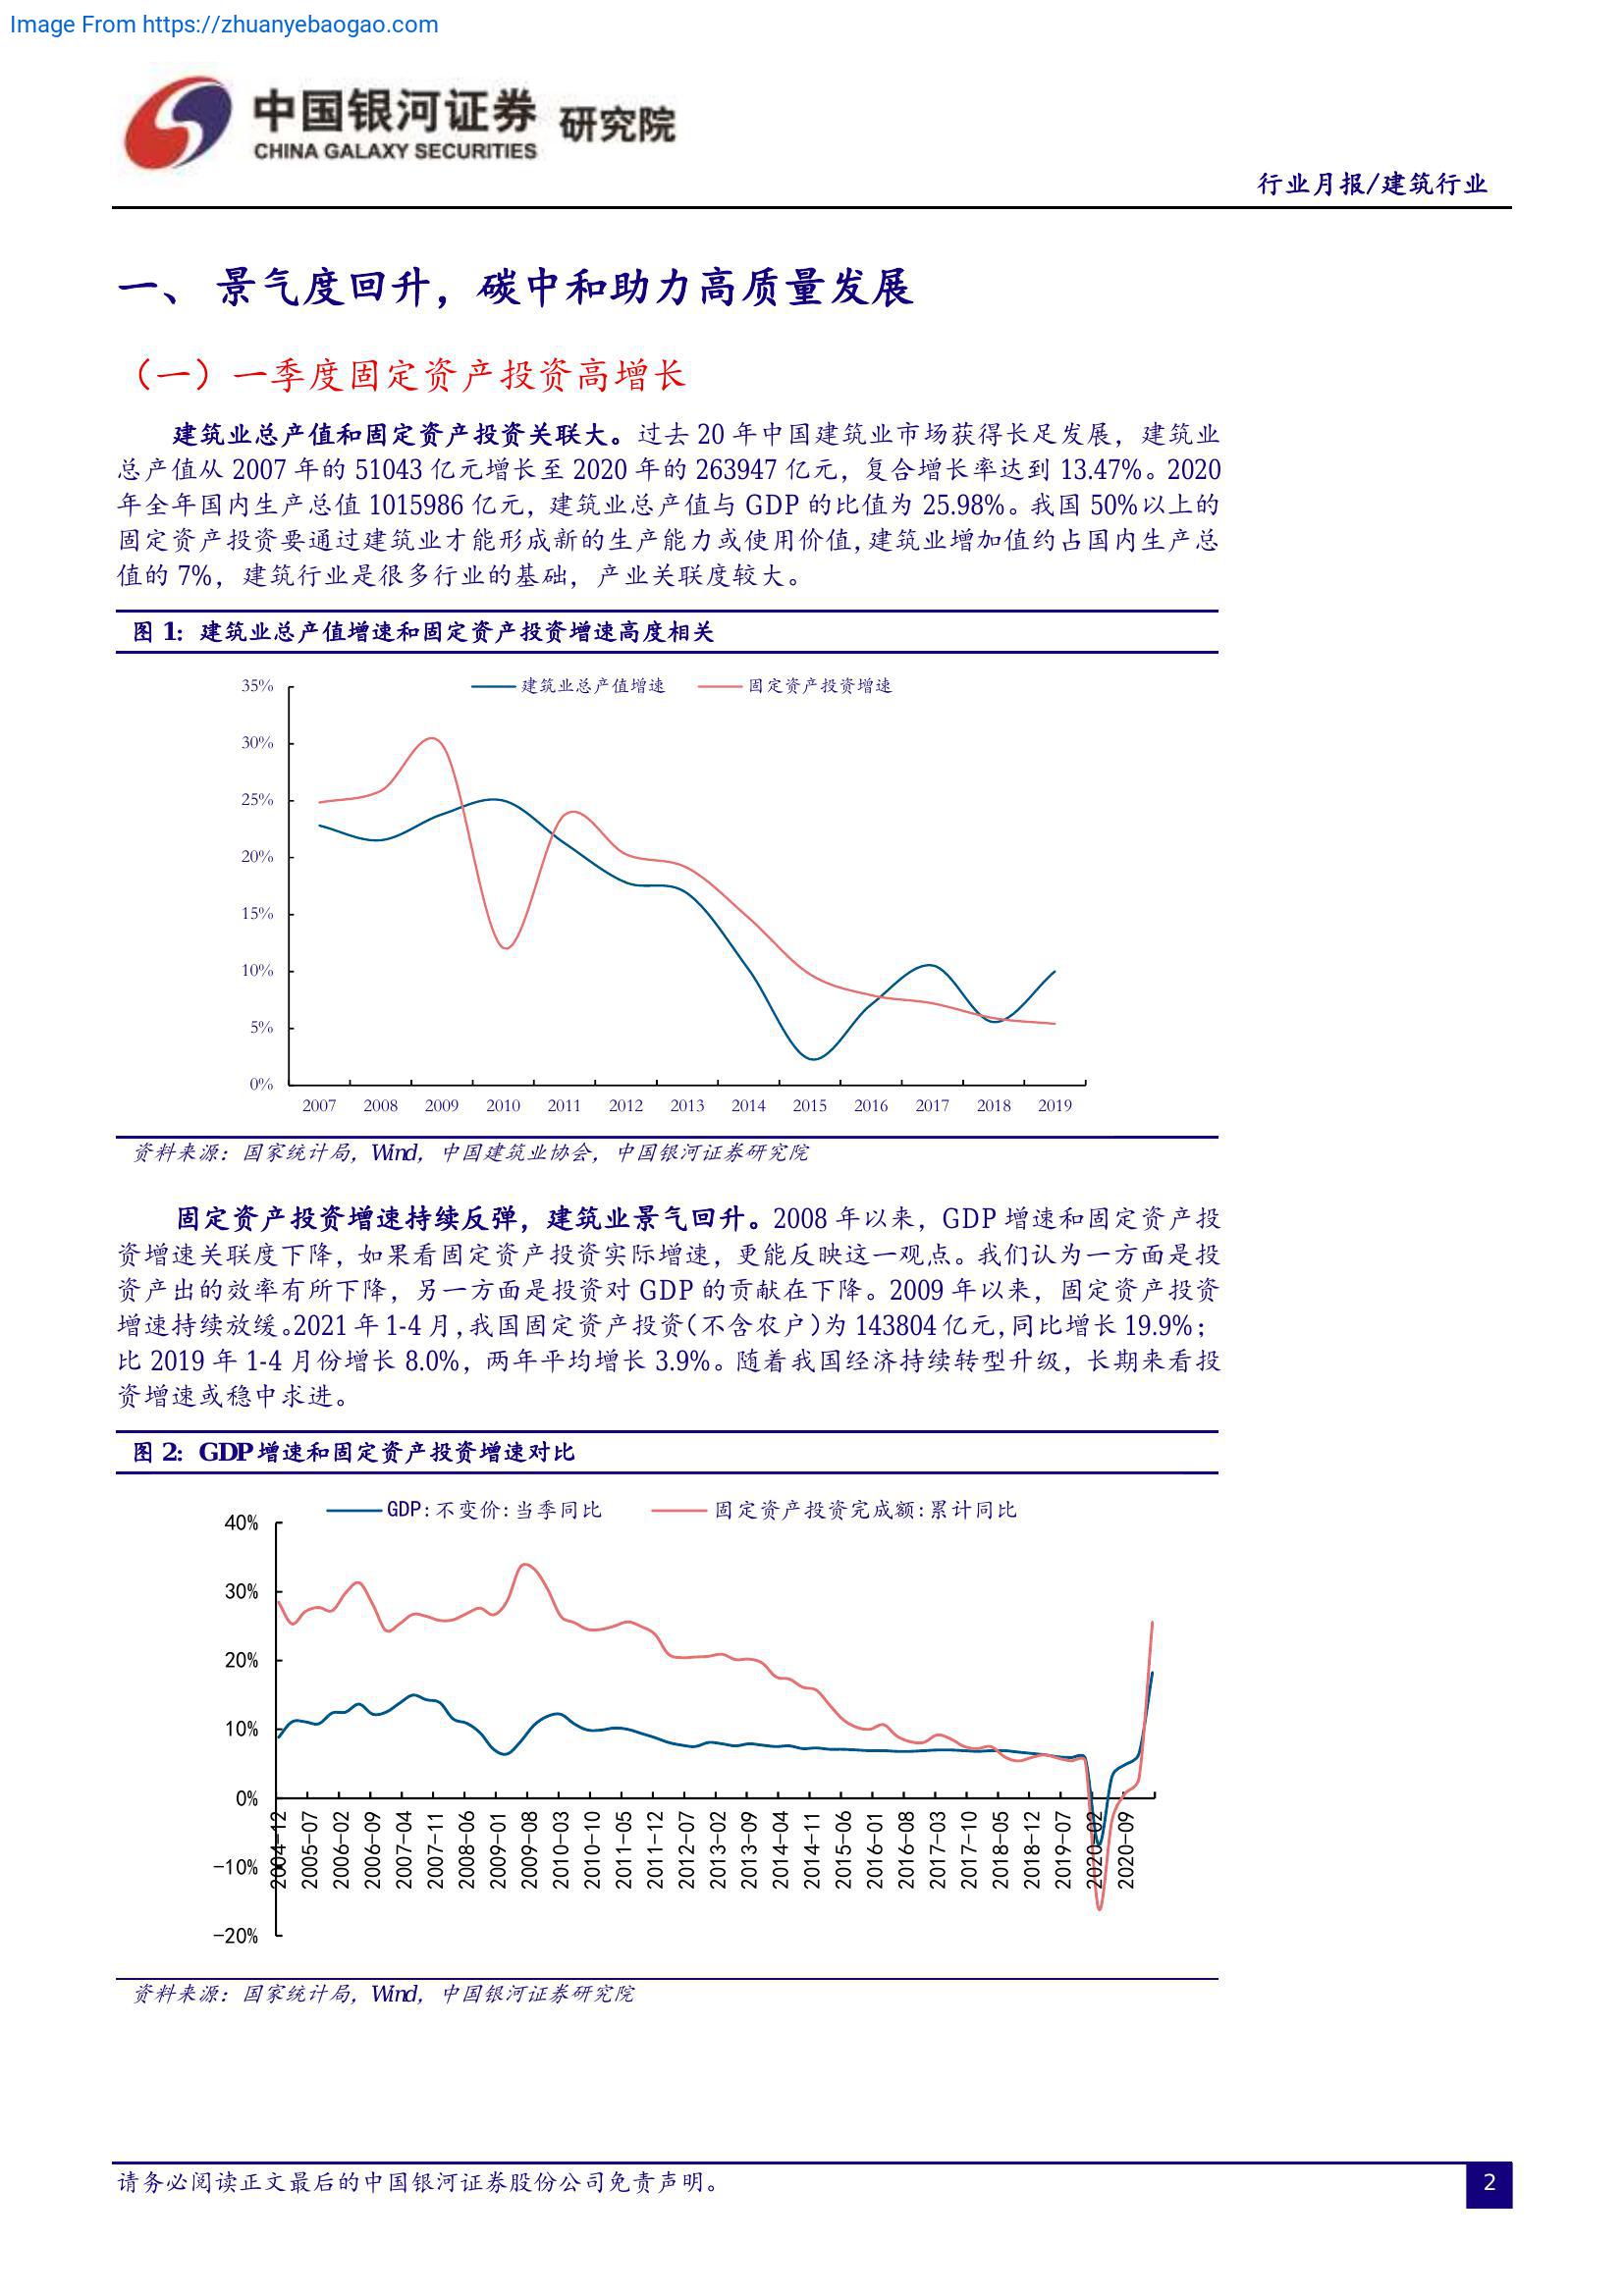 Image From https://zhuanyebaogao.com
中国银河证券 研究院
CHINA GALAXY SECURITIES
行业月报/建筑行业
一、 景气度回升，碳中和助力高质量发展
（一）一季度固定资产投资高增长
建筑业总产值和固定资产投资关联大。过去 20 年中国建筑业市场获得长足发展，建筑业
总产值从 2007 年的 51043 亿元增长至 2020 年的 263947 亿元，复合增长率达到 13.47%。2020
年全年国内生产总值 1015986 亿元，建筑业总产值与 GDP 的比值为 25.98%。我国 50%以上的
固定资产投资要通过建筑业才能形成新的生产能力或使用价值,建筑业增加值约占国内生产总
值的 7%，建筑行业是很多行业的基础，产业关联度较大。
图 1：建筑业总产值增速和固定资产投资增速高度相关
建筑业总产值增速 固定资产投资增速
35%
30%
25%
20%
15%
10%
5%
0%
2007 2008 2009 2010 2011 2012 2013 2014 2015 2016 2017 2018 2019
资料来源：国家统计局，Wind，中国建筑业协会，中国银河证券研究院
固定资产投资增速持续反弹，建筑业景气回升。2008 年以来，GDP 增速和固定资产投
资增速关联度下降，如果看固定资产投资实际增速，更能反映这一观点。我们认为一方面是投
资产出的效率有所下降，另一方面是投资对 GDP 的贡献在下降。2009 年以来，固定资产投资
增速持续放缓。2021 年 1-4 月,我国固定资产投资(不含农户)为 143804 亿元,同比增长 19.9%；
比 2019 年 1-4 月份增长 8.0%，两年平均增长 3.9%。随着我国经济持续转型升级，长期来看投
资增速或稳中求进。
图 2：GDP 增速和固定资产投资增速对比
GDP:不变价:当季同比 固定资产投资完成额:累计同比
40%
30%
20%
10%
0%
-10%
-20%
2004-12 2005-07 2006-02 2006-09 2007-04 2007-11 2008-06 2009-01 2009-08 2010-03 2010-10 2011-05 2011-12 2012-07 2013-02 2013-09 2014-04 2014-11 2015-06 2016-01 2016-08 2017-03 2017-10 2018-05 2018-12 2019-07 2020-02 2020-09
资料来源：国家统计局，Wind，中国银河证券研究院
请务必阅读正文最后的中国银河证券股份公司免责声明。
2